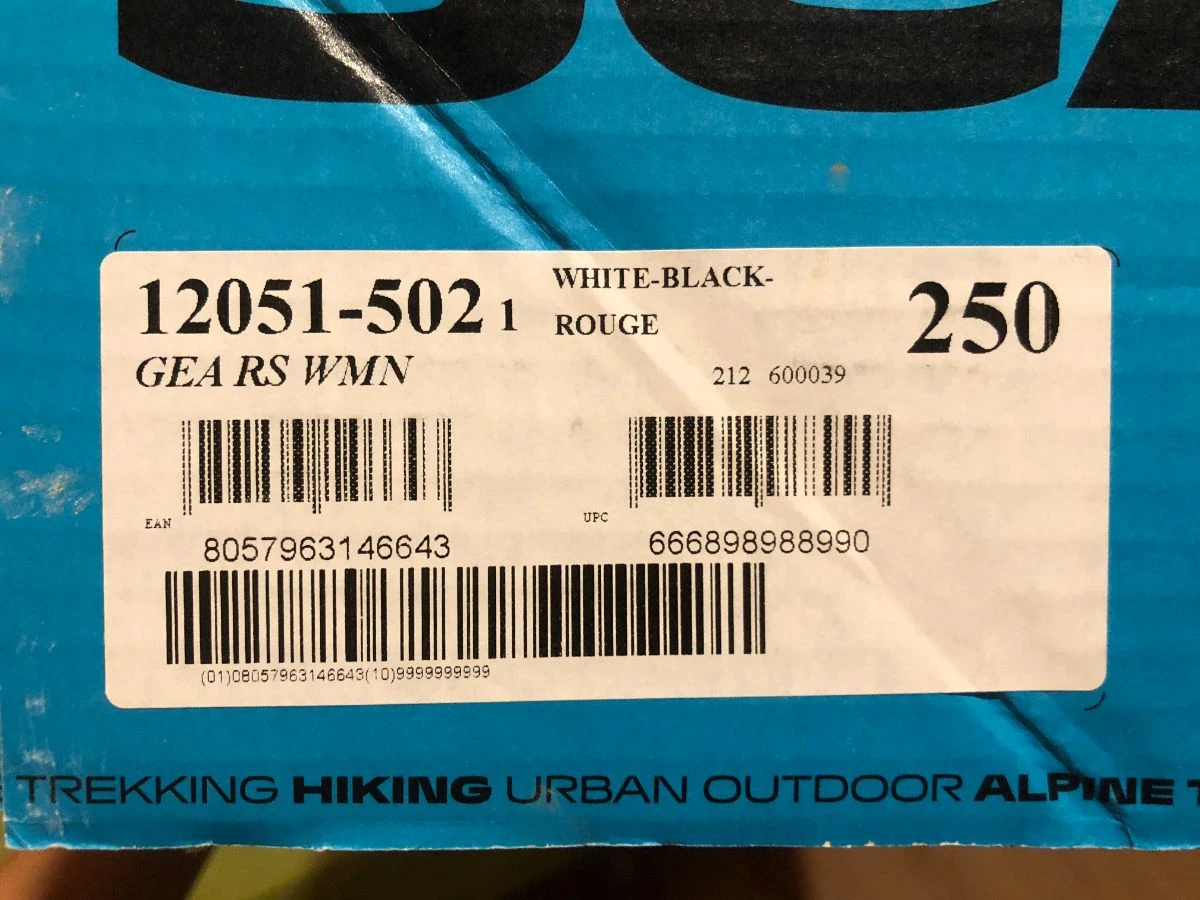 12051-502 1 WHITE-BLACK-
ROUGE
250
GEA RS WMN
212 600039
EAN
8057963146643
UPC
666898988990
(01)08057963146643(10)9999999999
TREKKING HIKING URBAN OUTDOOR ALPINE